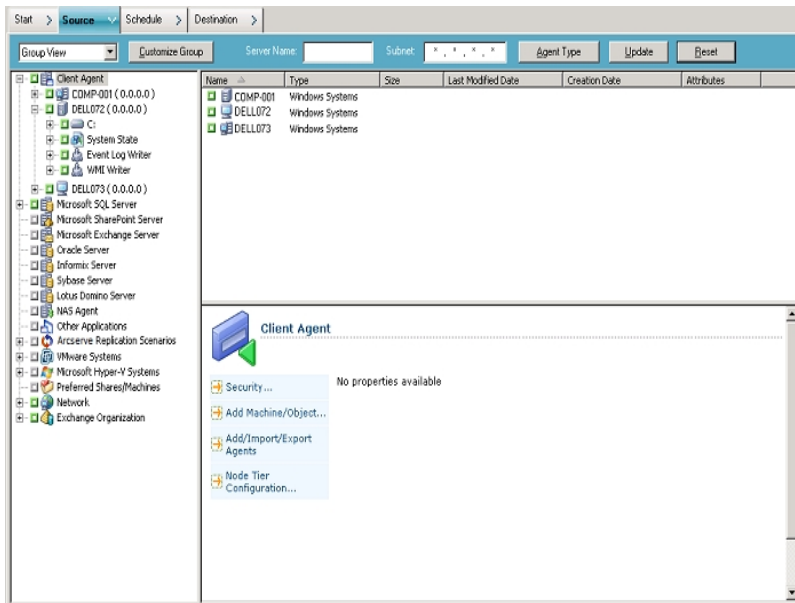 Start > Source Schedule > Destination >
Group View Customize Group Server Name: Subnet: * . * . * . * Agent Type Update Reset
Client Agent
COMP-001 ( 0.0.0.0 )
DELL072 ( 0.0.0.0 )
C:
System State
Event Log Writer
WMI Writer
DELL073 ( 0.0.0.0 )
Microsoft SQL Server
Microsoft SharePoint Server
Microsoft Exchange Server
Oracle Server
Informix Server
Sybase Server
Lotus Domino Server
NAS Agent
Other Applications
Arcserve Replication Scenarios
VMware Systems
Microsoft Hyper-V Systems
Preferred Shares/Machines
Network
Exchange Organization
Name Type Size Last Modified Date Creation Date Attributes
COMP-001 Windows Systems
DELL072 Windows Systems
DELL073 Windows Systems
Client Agent
Security...
Add Machine/Object...
Add/Import/Export
Agents
Node Tier
Configuration...
No properties available